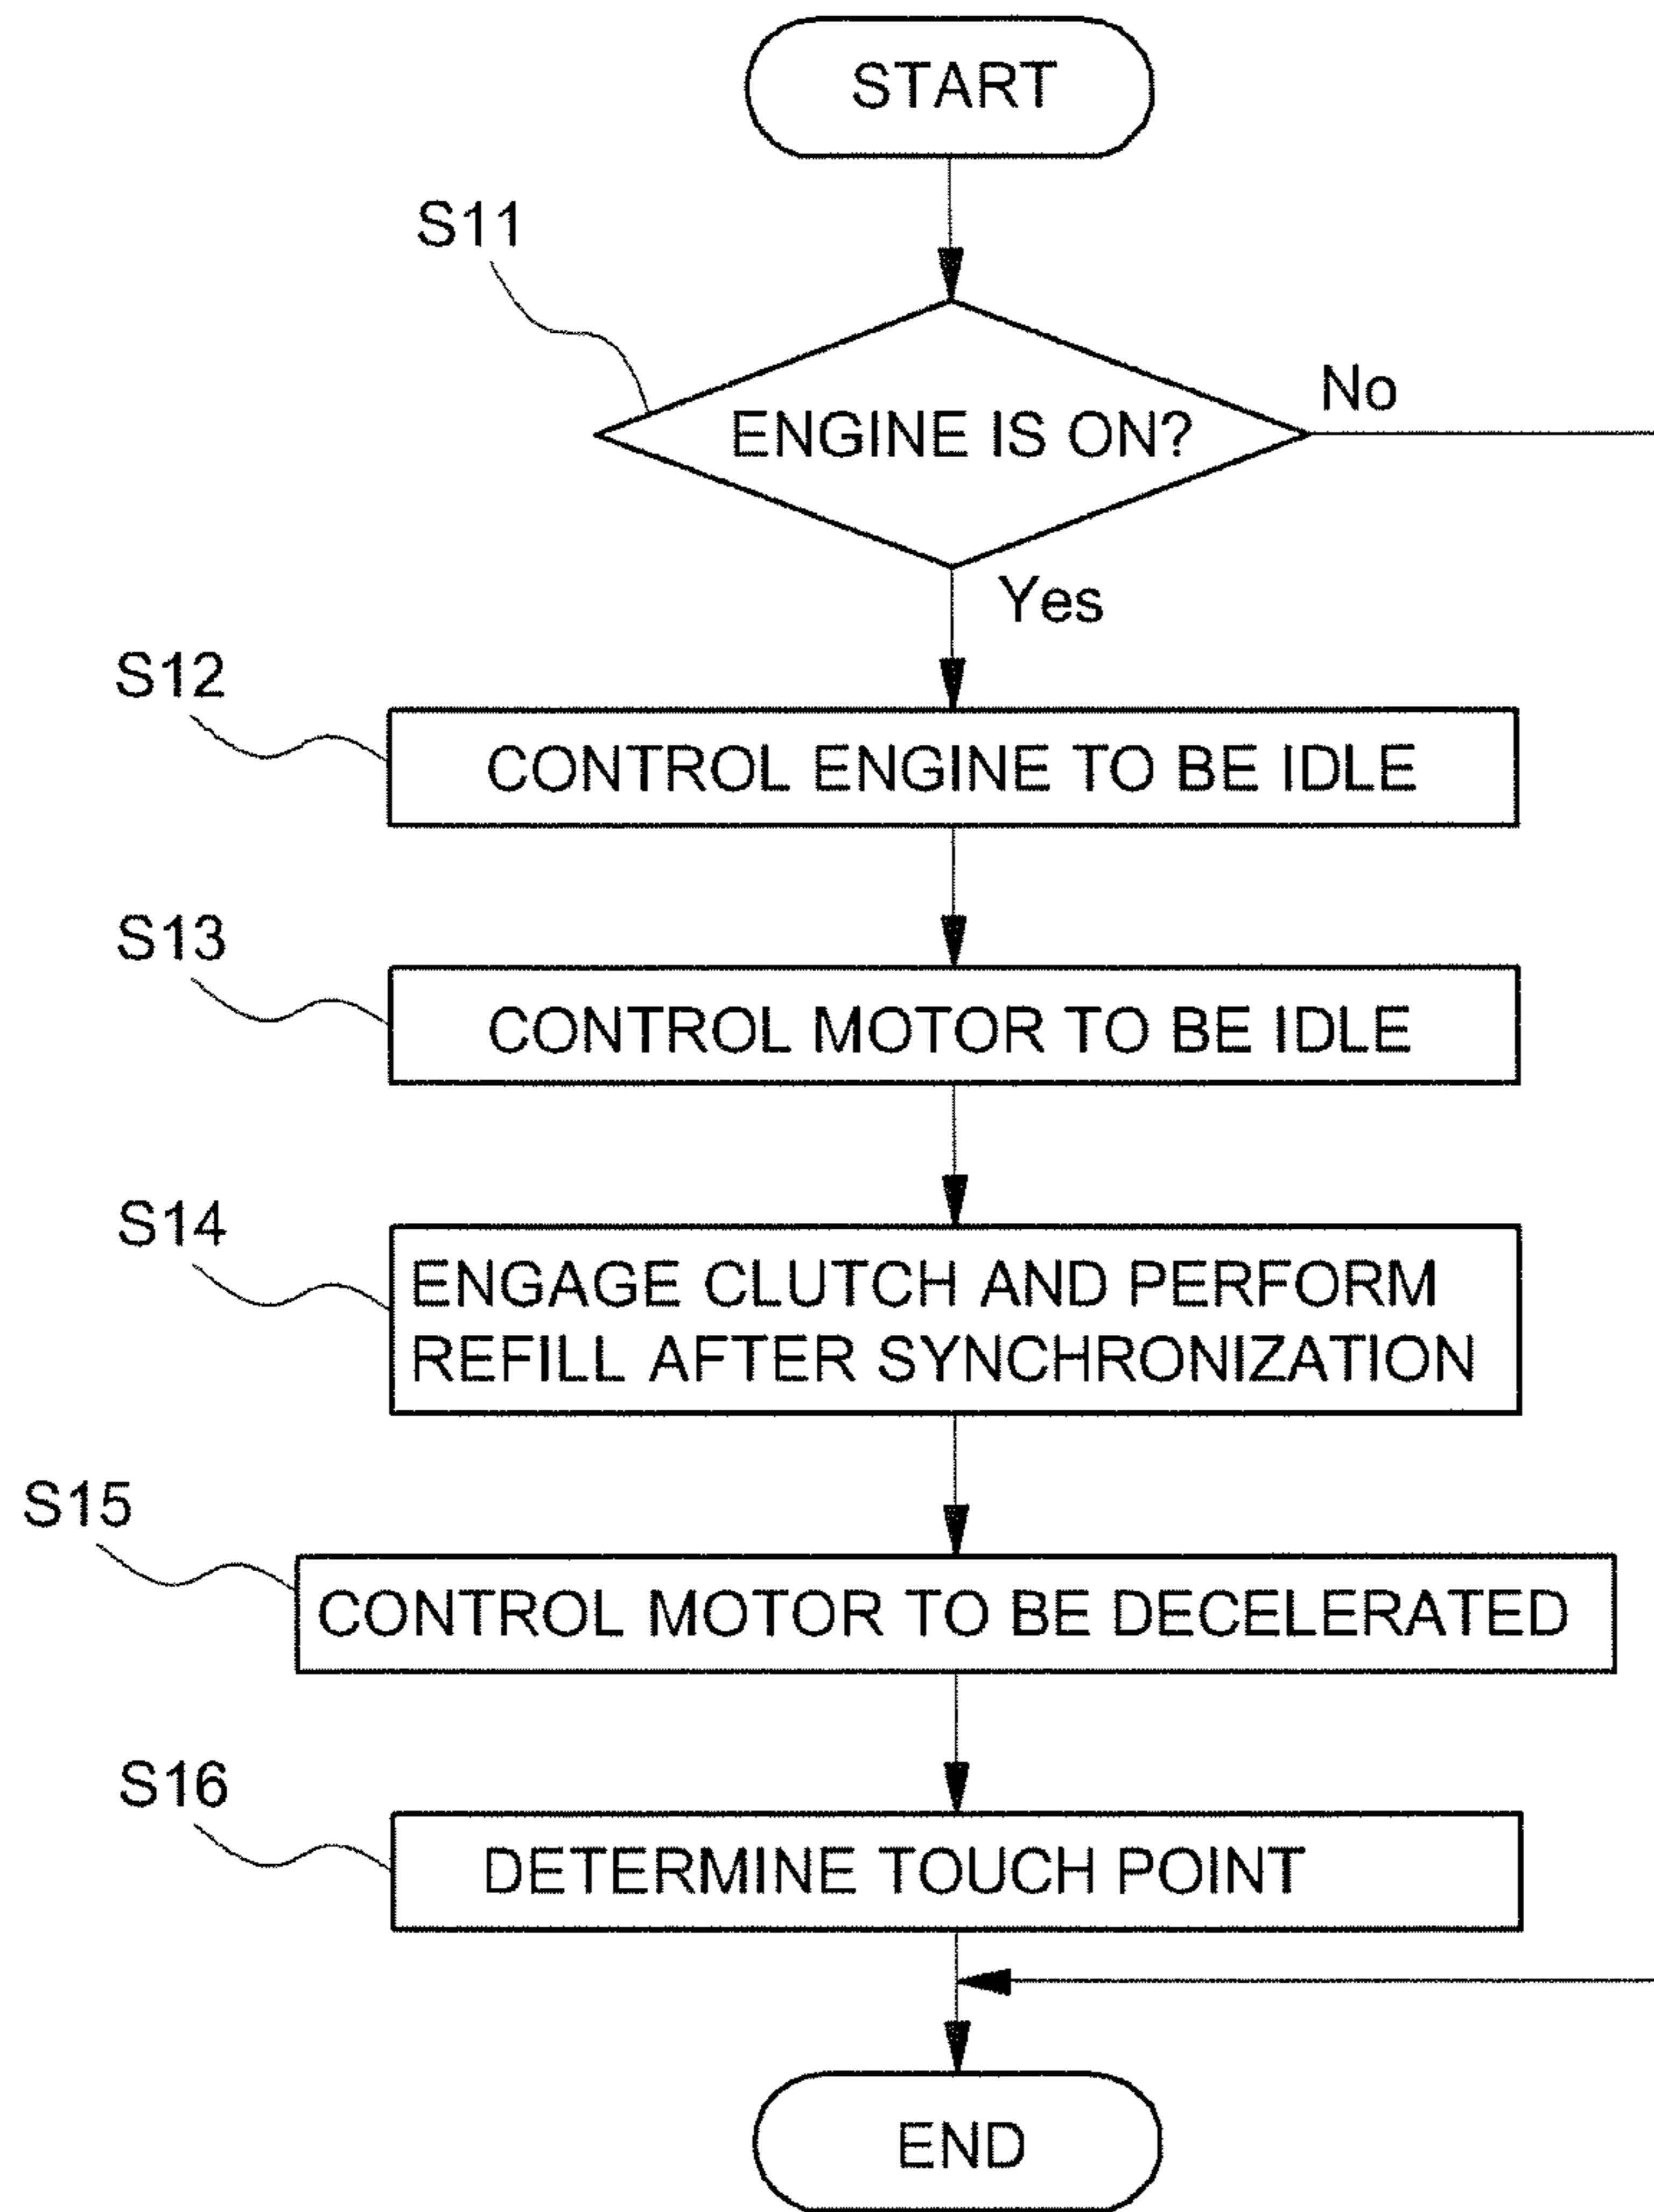 START
S11
ENGINE IS ON?
No
Yes
S12
CONTROL ENGINE TO BE IDLE
S13
CONTROL MOTOR TO BE IDLE
S14
ENGAGE CLUTCH AND PERFORM
REFILL AFTER SYNCHRONIZATION
S15
CONTROL MOTOR TO BE DECELERATED
S16
DETERMINE TOUCH POINT
END